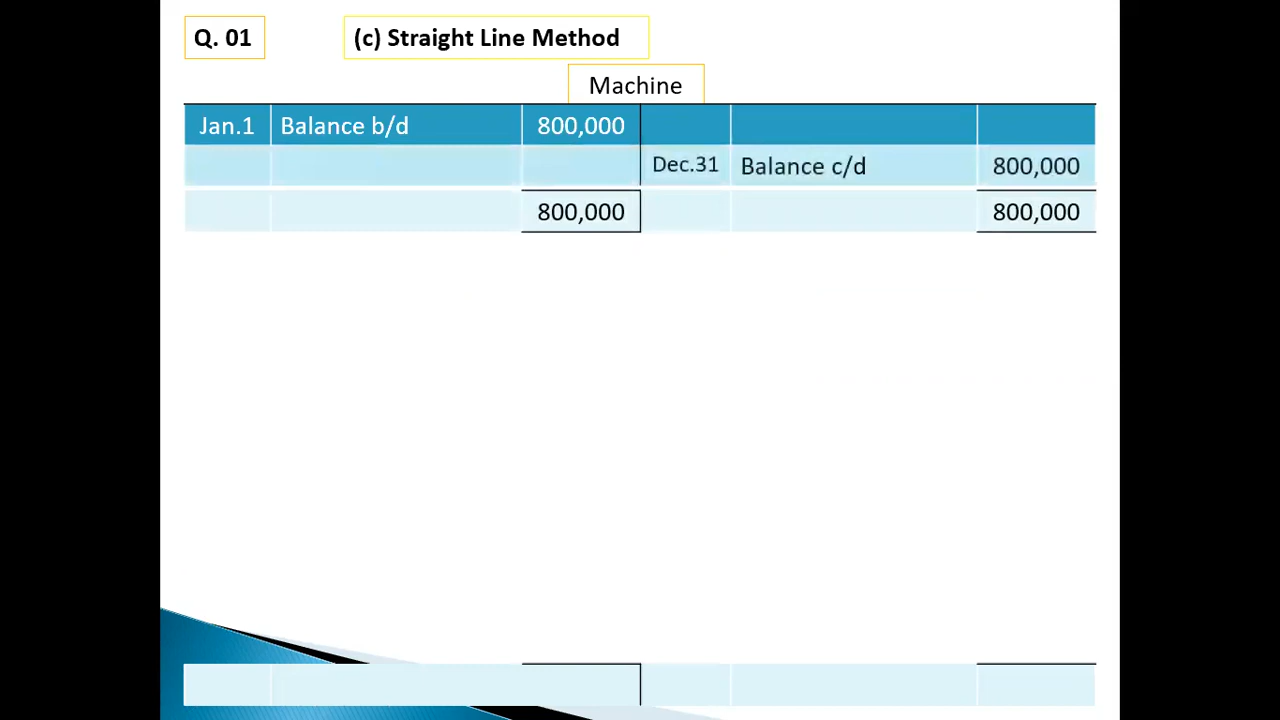 Q. 01 (c) Straight Line Method
Machine
Jan.1 Balance b/d 800,000
Dec.31 Balance c/d 800,000
800,000 800,000